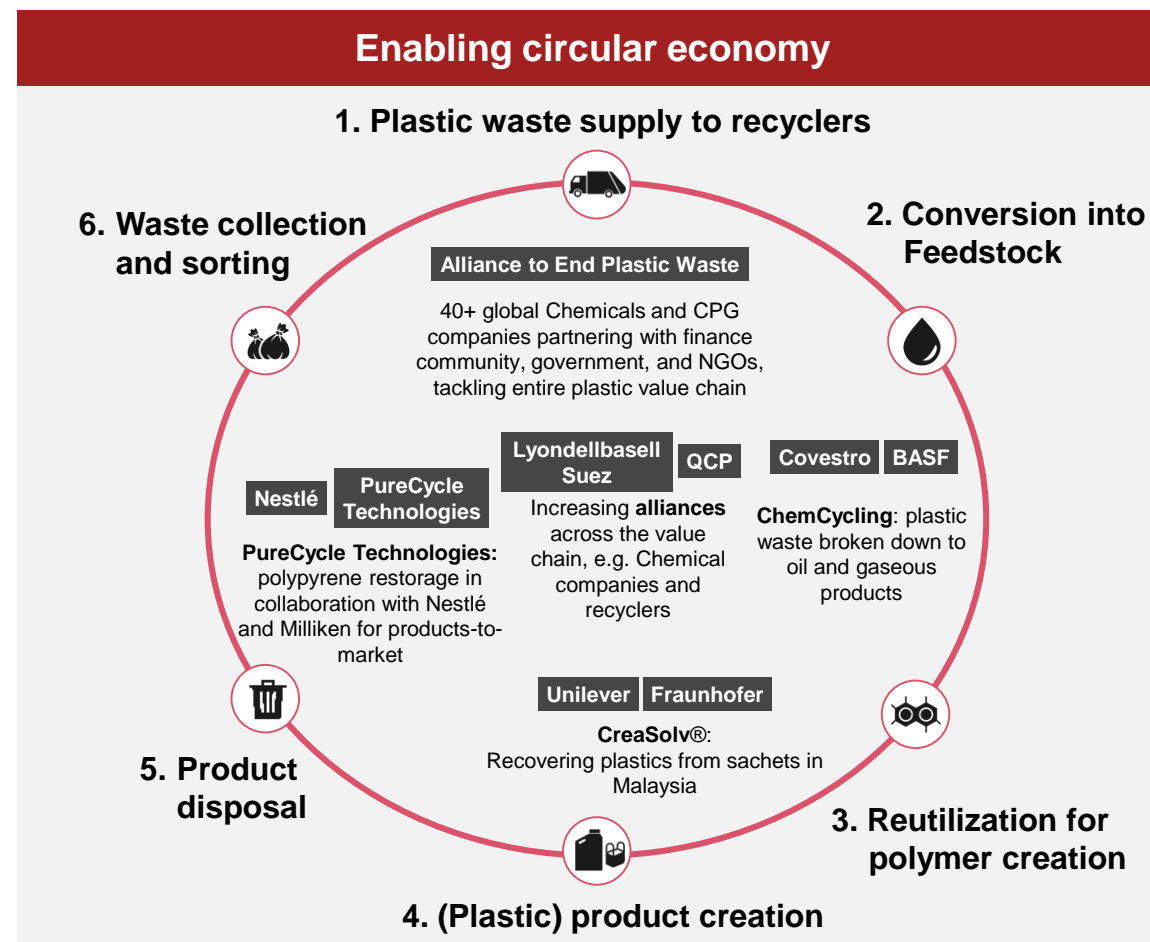 Enabling circular economy
1. Plastic waste supply to recyclers
2. Conversion into
Feedstock
6. Waste collection
and sorting
Alliance to End Plastic Waste
40+ global Chemicals and CPG
companies partnering with finance
community, government, and NGOs,
tackling entire plastic value chain
Nestlé
PureCycle
Technologies
PureCycle Technologies:
polypyrene restorage in
collaboration with Nestlé
and Milliken for products-to-
market
Lyondellbasell
Suez
QCP
Increasing alliances
across the value
chain, e.g. Chemical
companies and
recyclers
Covestro
BASF
ChemCycling: plastic
waste broken down to
oil and gaseous
products
Unilever
Fraunhofer
CreaSolv®:
Recovering plastics from sachets in
Malaysia
3. Reutilization for
polymer creation
4. (Plastic) product creation
5. Product
disposal